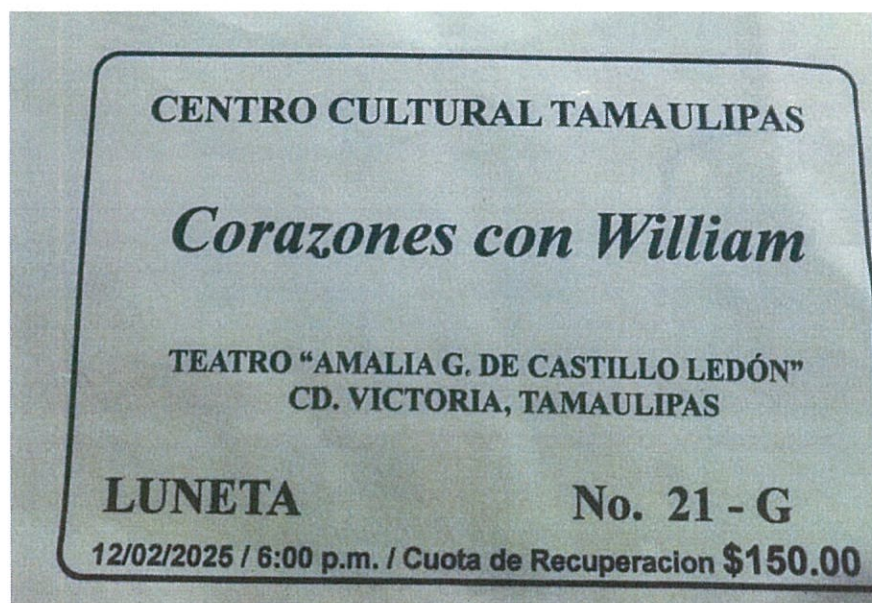 CENTRO CULTURAL TAMAULIPAS
Corazones con William
TEATRO “AMALIA G. DE CASTILLO LEDÓN”
CD. VICTORIA, TAMAULIPAS
LUNETA No. 21 - G
12/02/2025 / 6:00 p.m. / Cuota de Recuperacion $150.00